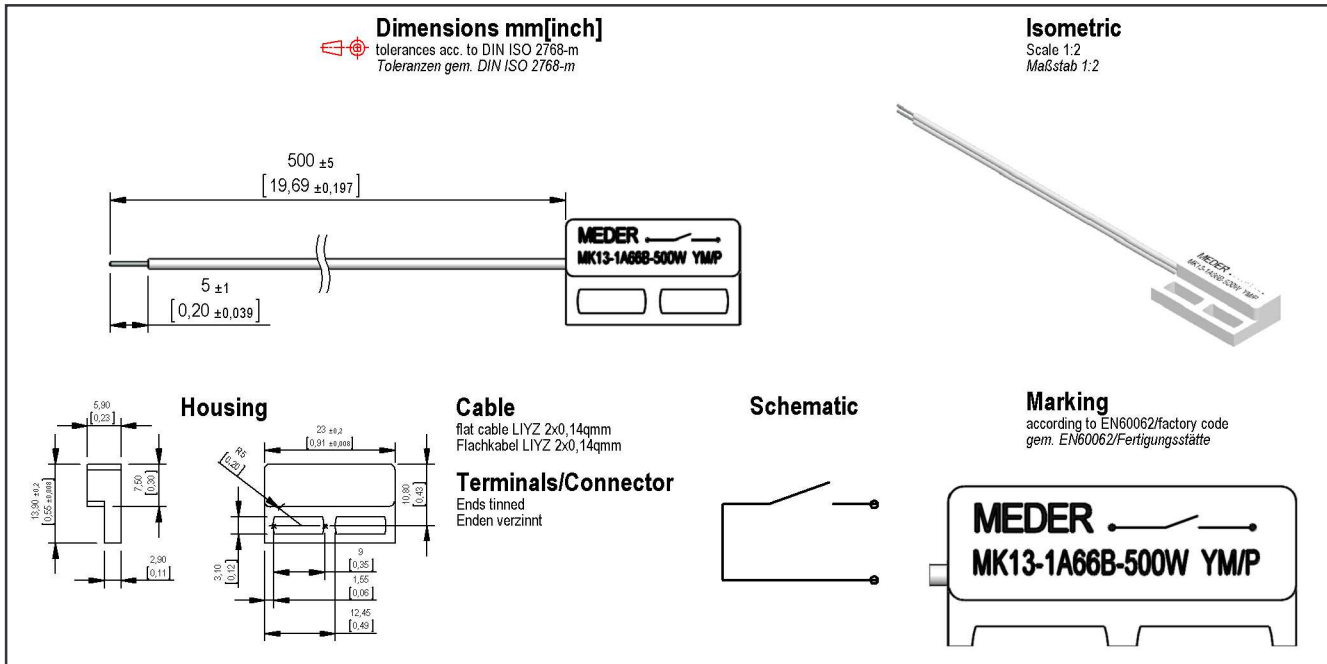 Dimensions mm[inch]
tolerances acc. to DIN ISO 2768-m
Toleranzen gem. DIN ISO 2768-m
Isometric
Scale 1:2
Maßstab 1:2
500 ±5
[19,69 ±0,197]
5 ±1
[0,20 ±0,039]
MEDER
MK13-1A66B-500W YM/P
MEDER
MK13-1A66B-500W YM/P
Housing
5,90
[0,23]
13,90 ±0,2
[0,55 ±0,008]
7,50
[0,30]
2,90
[0,11]
23 ±0,2
[0,91 ±0,008]
R5
[0,20]
10,80
[0,43]
3,10
[0,12]
9
[0,35]
1,55
[0,06]
12,45
[0,49]
Cable
flat cable LIYZ 2x0,14qmm
Flachkabel LIYZ 2x0,14qmm
Terminals/Connector
Ends tinned
Enden verzinnt
Schematic
Marking
according to EN60062/factory code
gem. EN60062/Fertigungsstätte
MEDER
MK13-1A66B-500W YM/P